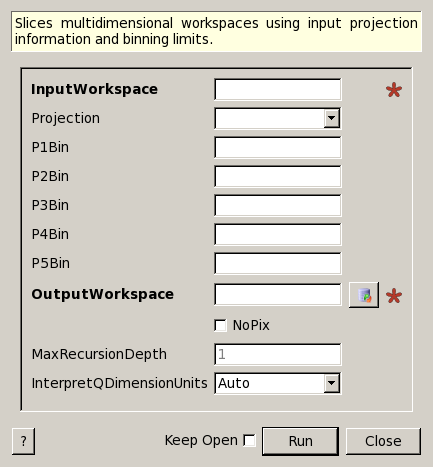 Slices multidimensional workspaces using input projection
information and binning limits.
InputWorkspace
Projection
P1Bin
P2Bin
P3Bin
P4Bin
P5Bin
OutputWorkspace
NoPix
MaxRecursionDepth 1
InterpretQDimensionUnits Auto
? Keep Open Run Close